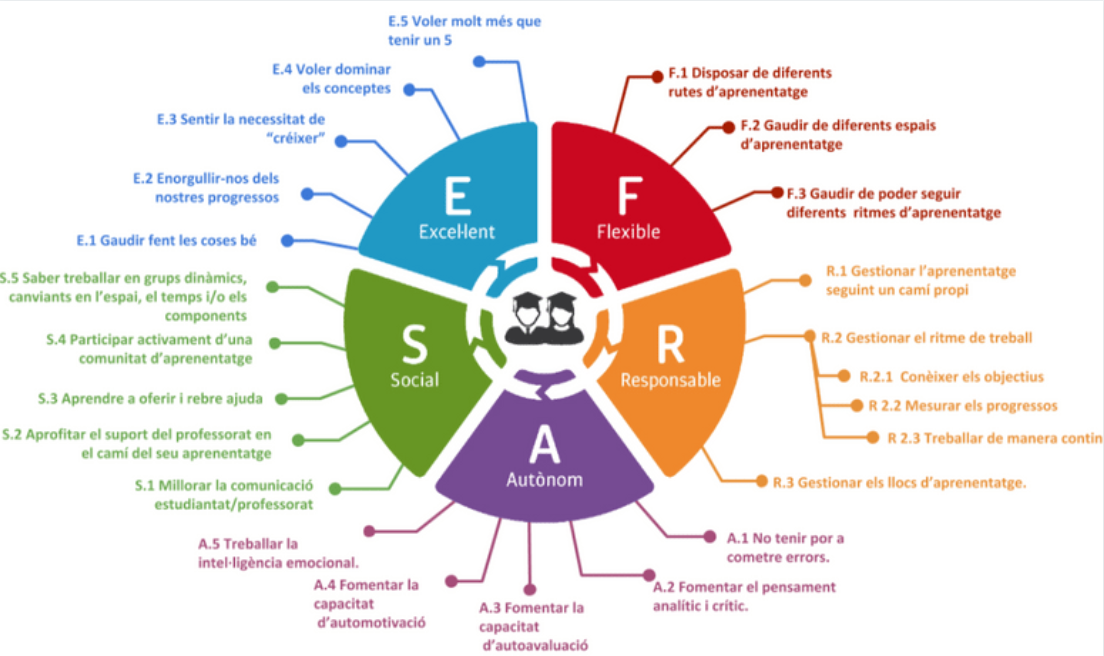 E.5 Voler molt més que
tenir un 5
E.4 Voler dominar
els conceptes
E.3 Sentir la necessitat de
“créixer”
E.2 Enorgullir-nos dels
nostres progressos
E.1 Gaudir fent les coses bé
E
Excel·lent
F.1 Disposar de diferents
rutes d’aprenentatge
F.2 Gaudir de diferents espais
d’aprenentatge
F.3 Gaudir de poder seguir
diferents ritmes d’aprenentatge
F
Flexible
S.5 Saber treballar en grups dinàmics,
canviants en l’espai, el temps i/o els
components
S.4 Participar activament d’una
comunitat d’aprenentatge
S.3 Aprendre a oferir i rebre ajuda
S.2 Aprofitar el suport del professorat en
el camí del seu aprenentatge
S.1 Millorar la comunicació
estudiantat/professorat
S
Social
R.1 Gestionar l’aprenentatge
seguint un camí propi
R.2 Gestionar el ritme de treball
R.2.1 Conèixer els objectius
R 2.2 Mesurar els progressos
R 2.3 Treballar de manera contin
R.3 Gestionar els llocs d’aprenentatge.
R
Responsable
A
Autònom
A.5 Treballar la
intel·ligència emocional.
A.4 Fomentar la
capacitat
d’automotivació
A.3 Fomentar la
capacitat
d’autoavaluació
A.2 Fomentar el pensament
analític i crític.
A.1 No tenir por a
cometre errors.